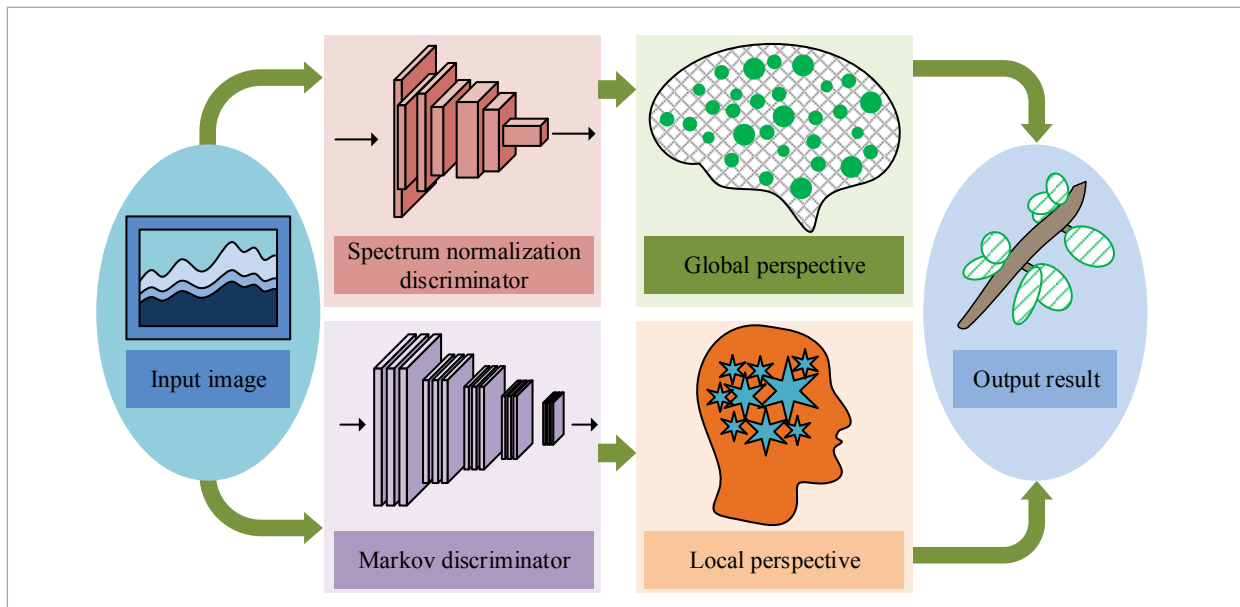 Input image
Spectrum normalization
discriminator
Global perspective
Markov discriminator
Local perspective
Output result